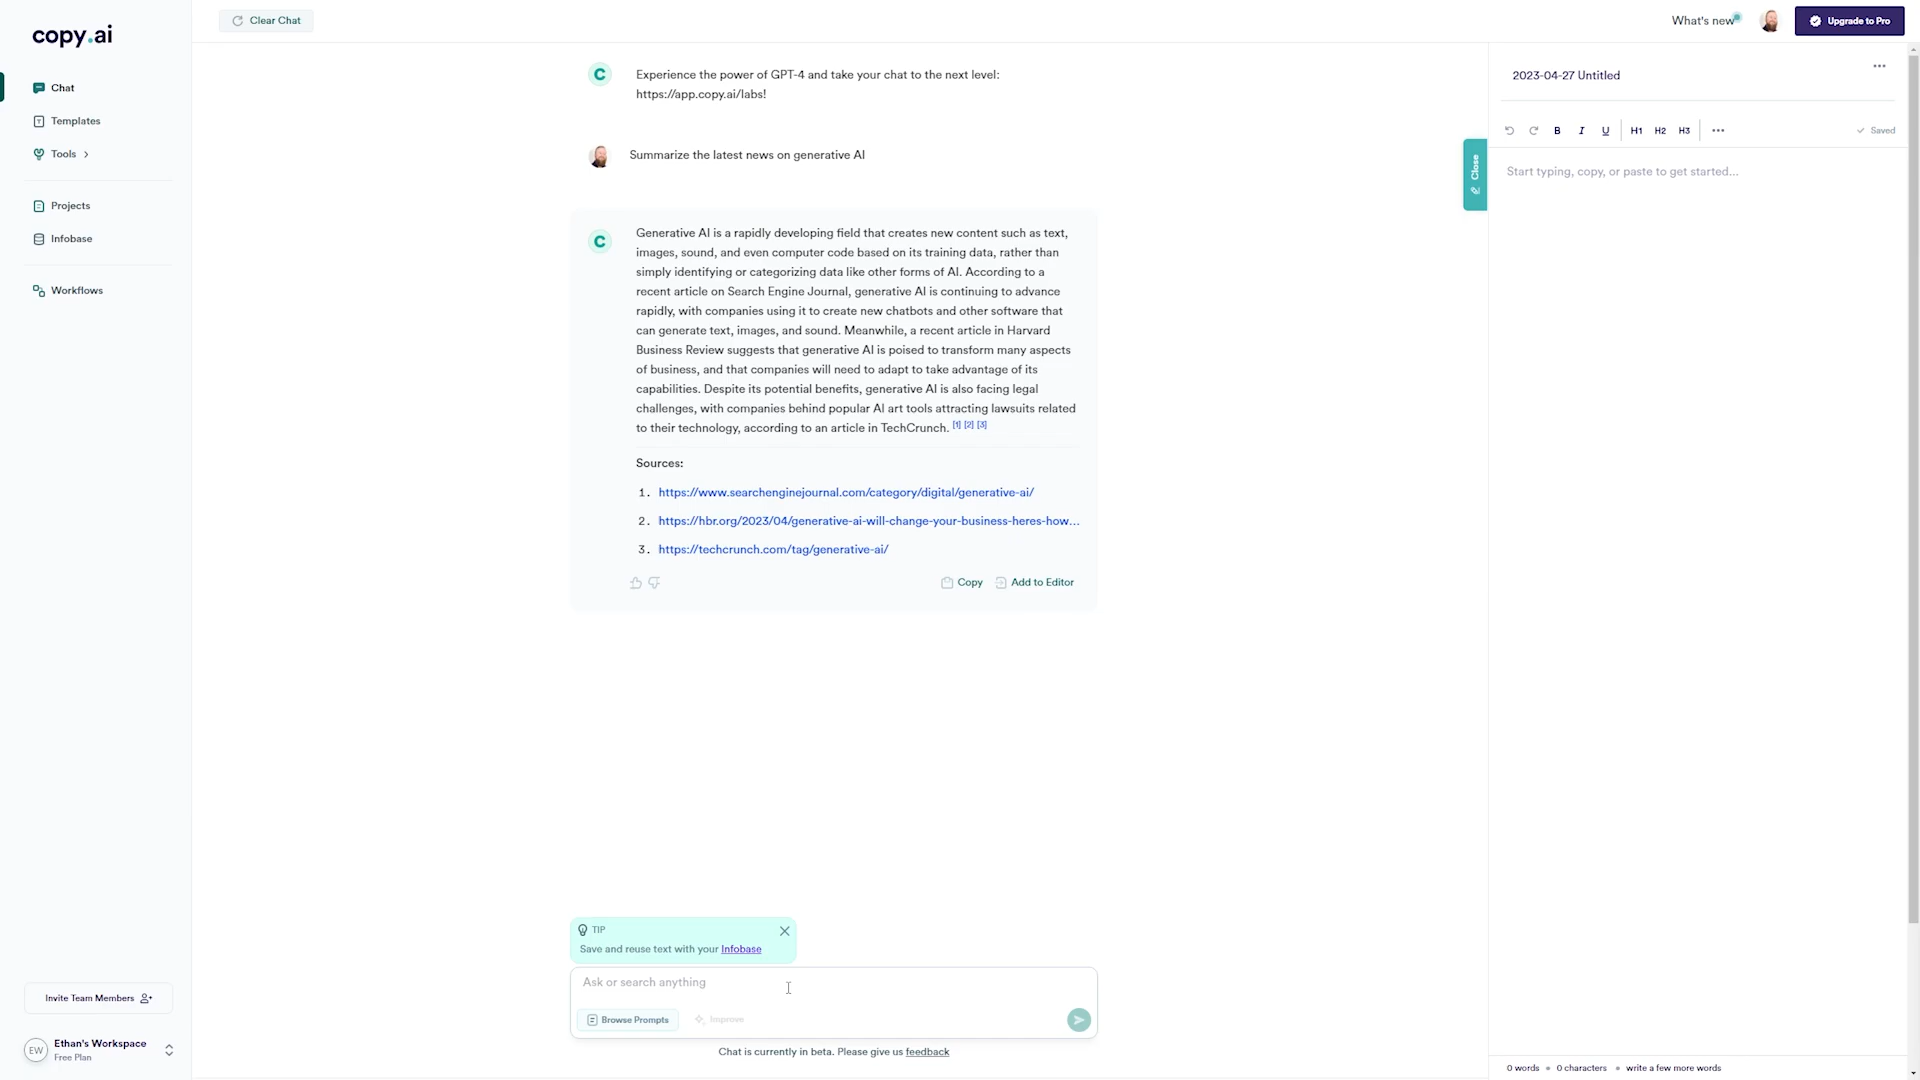 copy.ai
Chat
Templates
Tools
Projects
Infobase
Workflows
Invite Team Members
EW
Ethan's Workspace
Free Plan
Clear Chat
What's new
Upgrade to Pro
C
Experience the power of GPT-4 and take your chat to the next level:
https://app.copy.ai/labs!
Summarize the latest news on generative AI
C
Generative AI is a rapidly developing field that creates new content such as text,
images, sound, and even computer code based on its training data, rather than
simply identifying or categorizing data like other forms of AI. According to a
recent article on Search Engine Journal, generative AI is continuing to advance
rapidly, with companies using it to create new chatbots and other software that
can generate text, images, and sound. Meanwhile, a recent article in Harvard
Business Review suggests that generative AI is poised to transform many aspects
of business, and that companies will need to adapt to take advantage of its
capabilities. Despite its potential benefits, generative AI is also facing legal
challenges, with companies behind popular AI art tools attracting lawsuits related
to their technology, according to an article in TechCrunch. [1] [2] [3]
Sources:
1. https://www.searchenginejournal.com/category/digital/generative-ai/
2. https://hbr.org/2023/04/generative-ai-will-change-your-business-heres-how...
3. https://techcrunch.com/tag/generative-ai/
Copy
Add to Editor
TIP
Save and reuse text with your Infobase
Ask or search anything
Browse Prompts
Improve
Chat is currently in beta. Please give us feedback
Close
2023-04-27 Untitled
B I U H1 H2 H3
Saved
Start typing, copy, or paste to get started...
0 words • 0 characters • write a few more words